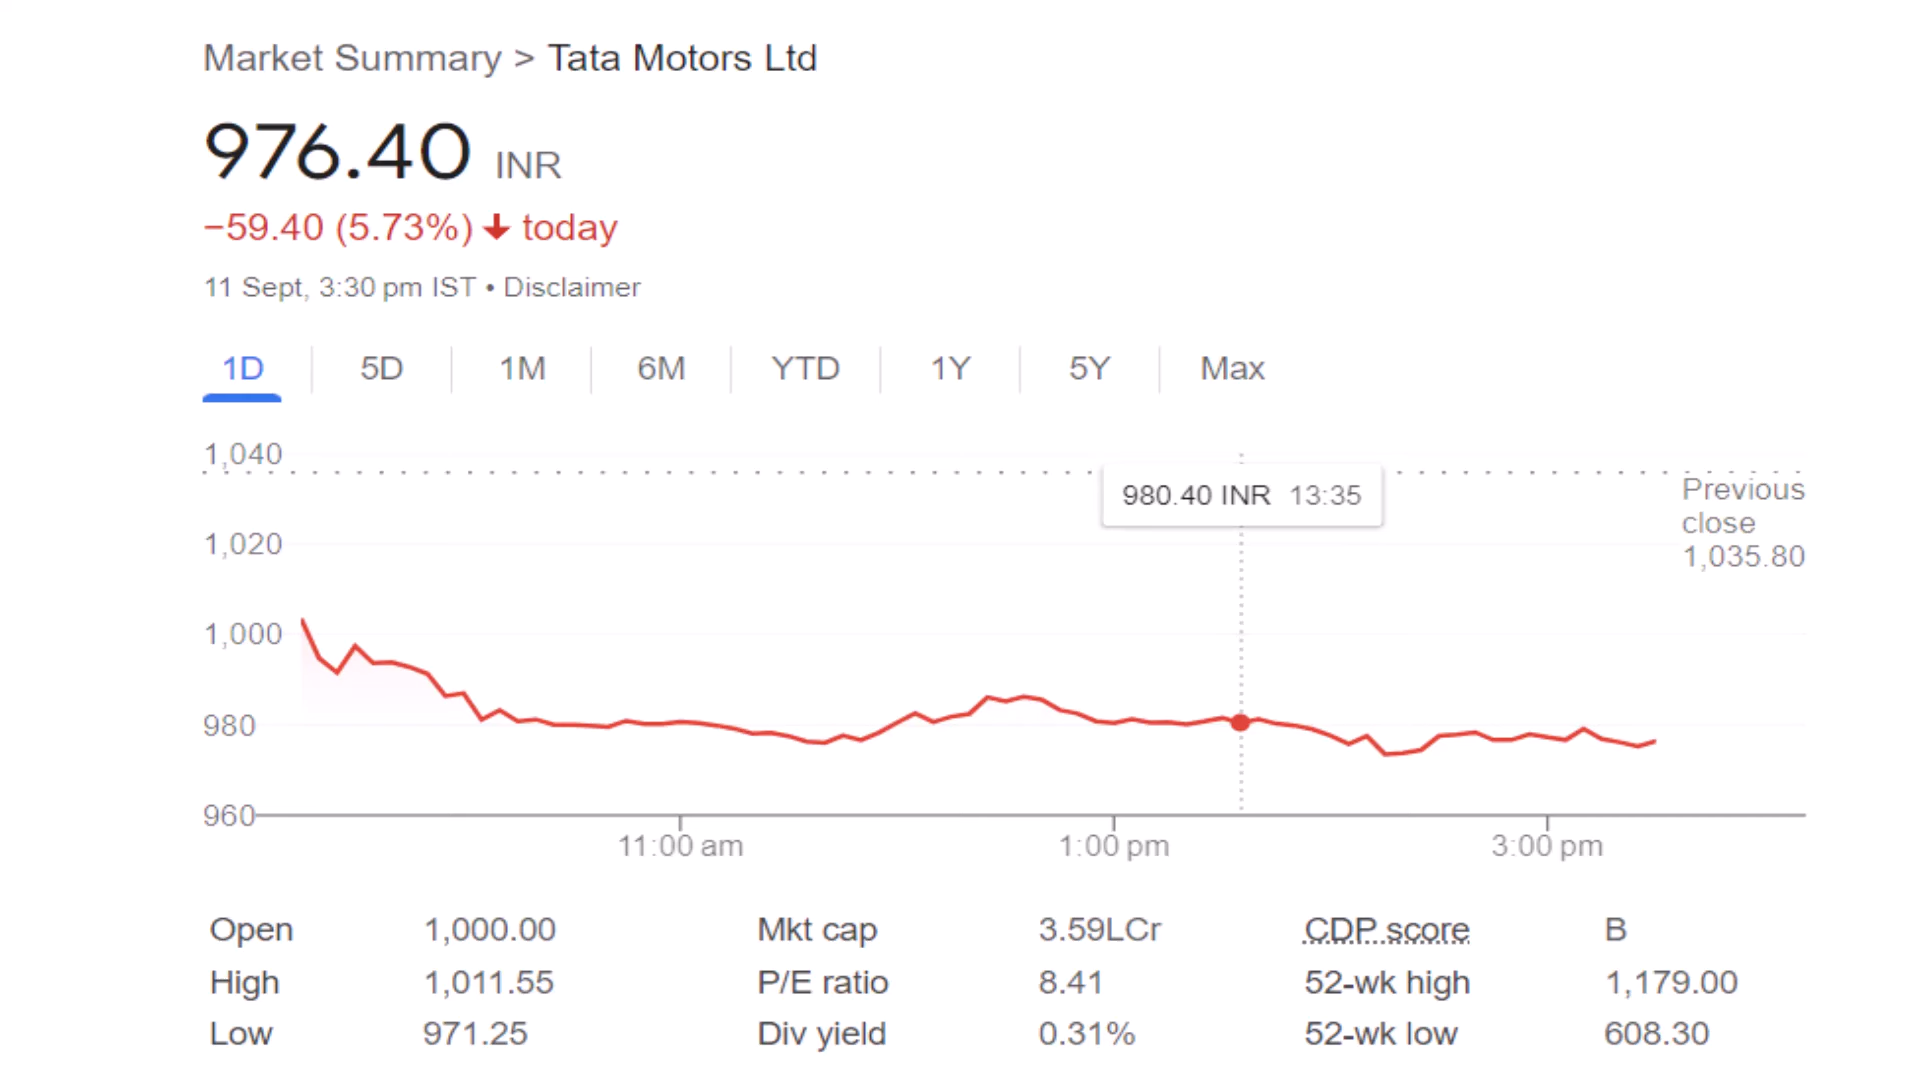 Market Summary > Tata Motors Ltd
976.40 INR
−59.40 (5.73%) ↓ today
11 Sept, 3:30 pm IST • Disclaimer
1D 5D 1M 6M YTD 1Y 5Y Max
1,040
980.40 INR 13:35
Previous
close
1,035.80
1,020
1,000
980
960
11:00 am 1:00 pm 3:00 pm
Open 1,000.00 Mkt cap 3.59LCr CDP score B
High 1,011.55 P/E ratio 8.41 52-wk high 1,179.00
Low 971.25 Div yield 0.31% 52-wk low 608.30